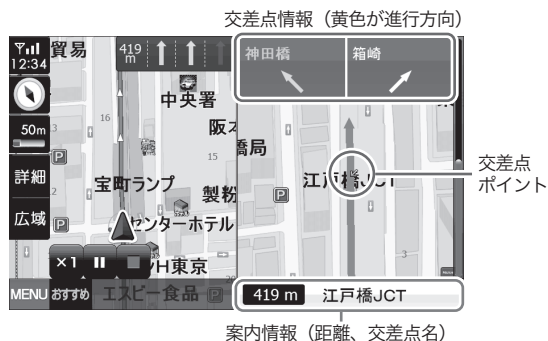 交差点情報（黄色が進行方向）
12:34
貿易
419
m
神田橋
箱崎
中央署
16
50m
3
阪本
15
橋局
詳細
宝町ランプ
江戸橋JCT
交差点
ポイント
製粉
広域
センターホテル
×1
H東京
3
MENU
おすすめ
エスビー食品
419 m
江戸橋JCT
案内情報（距離、交差点名）